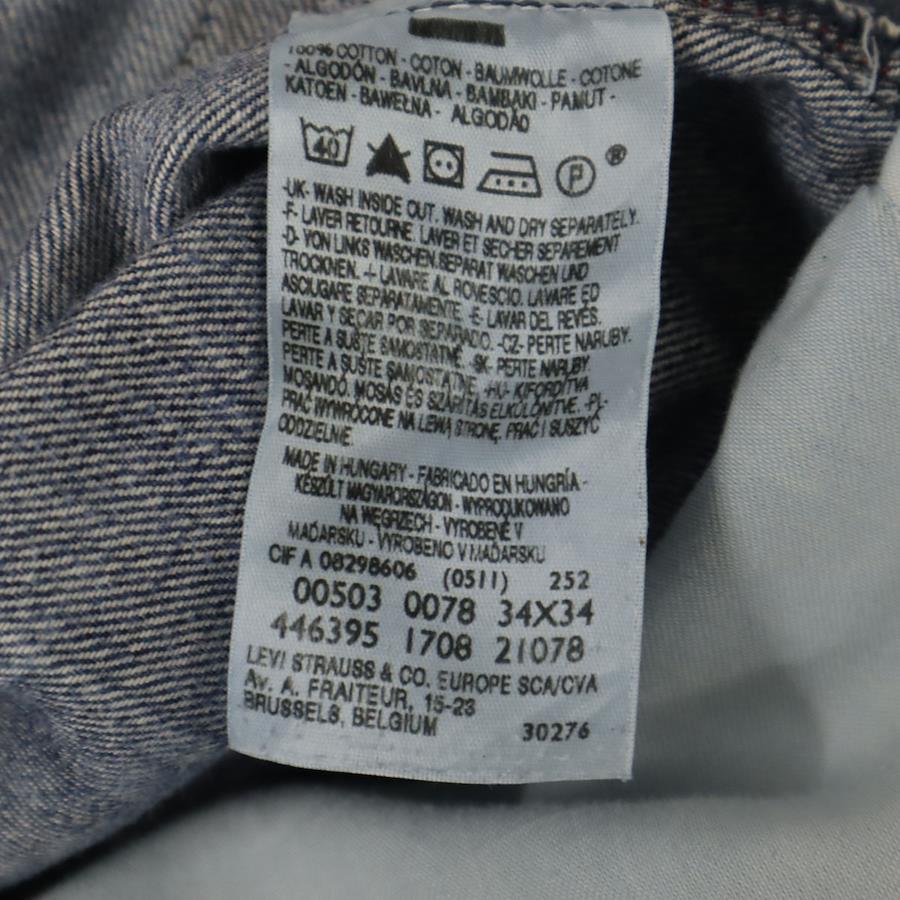 100% COTTON - COTON - BAUMWOLLE - COTONE
- ALGODÓN - BAVLNA - BAMBAKI - PAMUT -
KATOEN - BAWEŁNA - ALGODÃO
40 P ®
-UK- WASH INSIDE OUT. WASH AND DRY SEPARATELY.
-F- LAVER RETOURNE. LAVER ET SECHER SEPAREMENT
-D- VON LINKS WASCHEN.SEPARAT WASCHEN UND
TROCKNEN. -I- LAVARE AL ROVESCIO. LAVARE ED
ASCIUGARE SEPARATAMENTE. -E- LAVAR DEL REVÉS.
LAVAR Y SECAR POR SEPARADO. -CZ- PERTE NARUBY.
PERTE A SUŠTE SAMOSTATNĚ. -SK- PERTE NARUBY.
PERTE A SUŠTE SAMOSTATNE. -HU- KIFORDÍTVA
MOSANDÓ. MOSÁS ÉS SZÁRÍTÁS ELKÜLÖNÍTVE. -PL-
PRAĆ WYWRÓCONE NA LEWĄ STRONĘ. PRAĆ I SUSZYĆ
ODDZIELNIE.
MADE IN HUNGARY - FABRICADO EN HUNGRÍA -
KÉSZÜLT MAGYARORSZÁGON - WYPRODUKOWANO
NA WĘGRZECH - VYROBENÉ V
MAĎARSKU - VYROBENO V MAĎARSKU
CIF A 08298606 (0511) 252
00503 0078 34X34
446395 1708 21078
LEVI STRAUSS & CO. EUROPE SCA/CVA
Av. A. FRAITEUR, 15-23
BRUSSELS, BELGIUM 30276